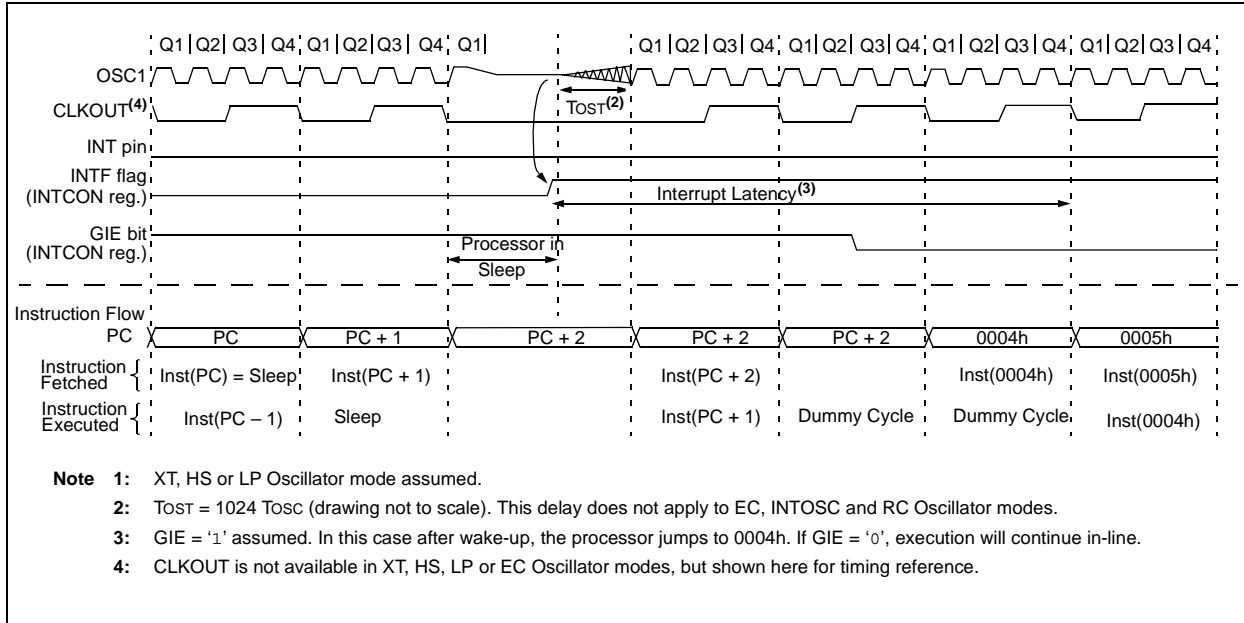 Q1 Q2 Q3 Q4 Q1 Q2 Q3 Q4 Q1 Q1 Q2 Q3 Q4 Q1 Q2 Q3 Q4 Q1 Q2 Q3 Q4 Q1 Q2 Q3 Q4
OSC1
TOST(2)
CLKOUT(4)
INT pin
INTF flag
(INTCON reg.)
Interrupt Latency(3)
GIE bit
(INTCON reg.)
Processor in
Sleep
Instruction Flow
PC PC PC + 1 PC + 2 PC + 2 PC + 2 0004h 0005h
Instruction
Fetched
Inst(PC) = Sleep Inst(PC + 1) Inst(PC + 2) Inst(0004h) Inst(0005h)
Instruction
Executed
Inst(PC – 1) Sleep Inst(PC + 1) Dummy Cycle Dummy Cycle Inst(0004h)
Note 1: XT, HS or LP Oscillator mode assumed.
2: TOST = 1024 TOSC (drawing not to scale). This delay does not apply to EC, INTOSC and RC Oscillator modes.
3: GIE = ‘1’ assumed. In this case after wake-up, the processor jumps to 0004h. If GIE = ‘0’, execution will continue in-line.
4: CLKOUT is not available in XT, HS, LP or EC Oscillator modes, but shown here for timing reference.